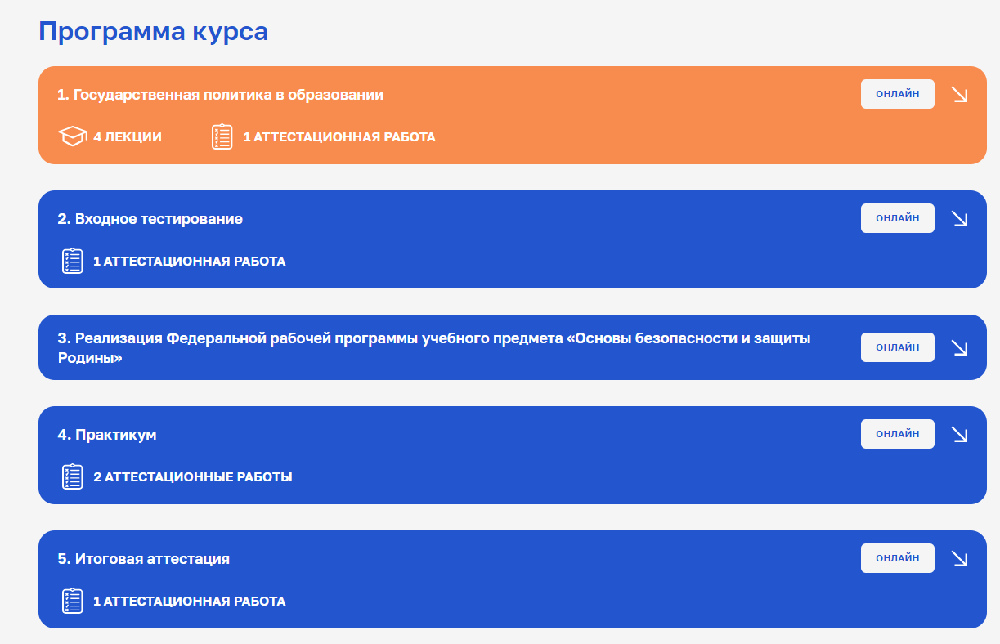 Программа курса
1. Государственная политика в образовании
ОНЛАЙН
4 ЛЕКЦИИ
1 АТТЕСТАЦИОННАЯ РАБОТА
2. Входное тестирование
ОНЛАЙН
1 АТТЕСТАЦИОННАЯ РАБОТА
3. Реализация Федеральной рабочей программы учебного предмета «Основы безопасности и защиты
Родины»
ОНЛАЙН
4. Практикум
ОНЛАЙН
2 АТТЕСТАЦИОННЫЕ РАБОТЫ
5. Итоговая аттестация
ОНЛАЙН
1 АТТЕСТАЦИОННАЯ РАБОТА